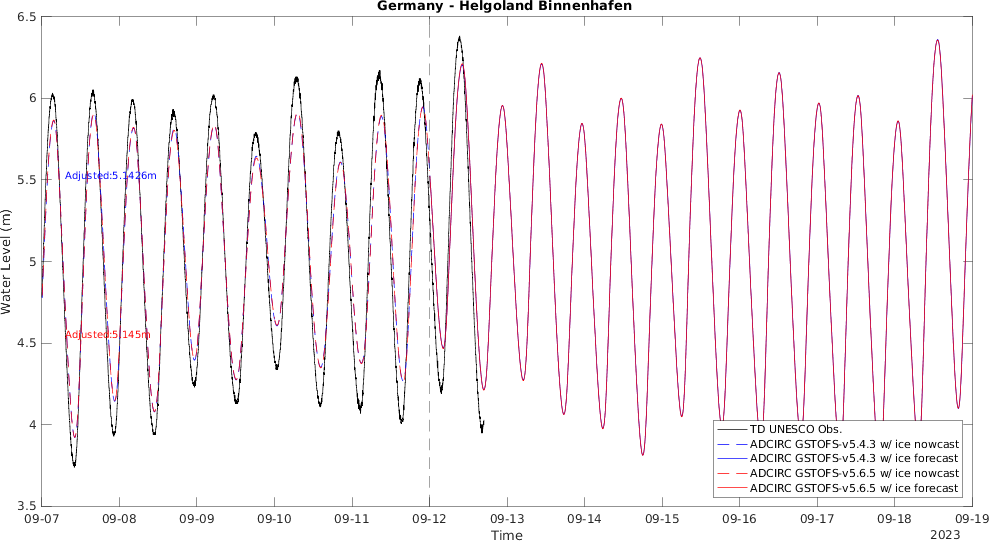 Germany - Helgoland Binnenhafen
6.5
6
5.5
5
4.5
4
3.5
Water Level (m)
Adjusted:5.1426m
Adjusted:5.145m
TD UNESCO Obs.
ADCIRC GSTOFS-v5.4.3 w/ ice nowcast
ADCIRC GSTOFS-v5.4.3 w/ ice forecast
ADCIRC GSTOFS-v5.6.5 w/ ice nowcast
ADCIRC GSTOFS-v5.6.5 w/ ice forecast
09-07 09-08 09-09 09-10 09-11 09-12 09-13 09-14 09-15 09-16 09-17 09-18 09-19
Time
2023